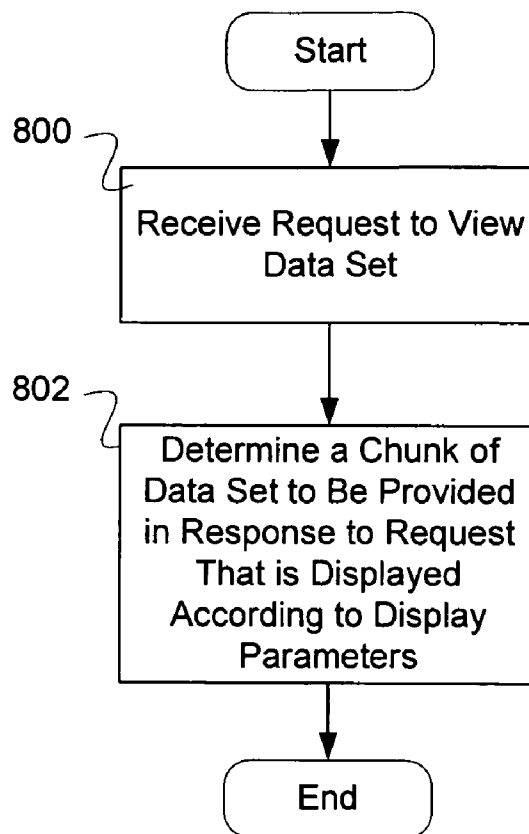 Start
800
Receive Request to View
Data Set
802
Determine a Chunk of
Data Set to Be Provided
in Response to Request
That is Displayed
According to Display
Parameters
End